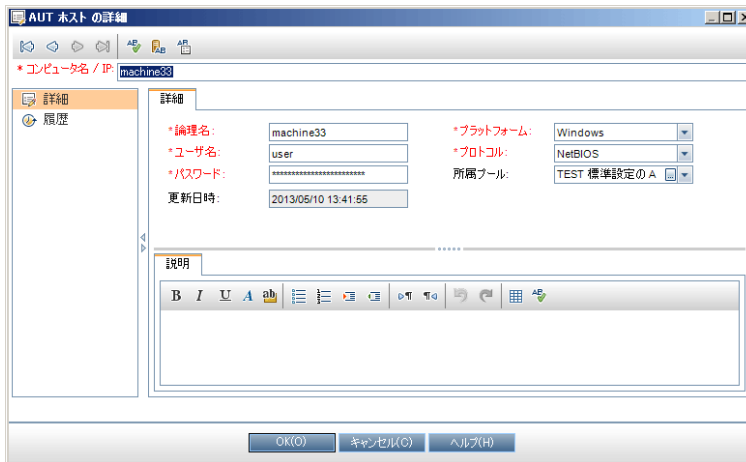 AUT ホスト の詳細
* コンピュータ名 / IP: machine33
詳細
履歴
詳細
*論理名: machine33
*プラットフォーム: Windows
*ユーザ名: user
*プロトコル: NetBIOS
*パスワード: ************************
所属プール: TEST 標準設定の A
更新日時: 2013/05/10 13:41:55
説明
B I U A ab
OK(O) キャンセル(C) ヘルプ(H)